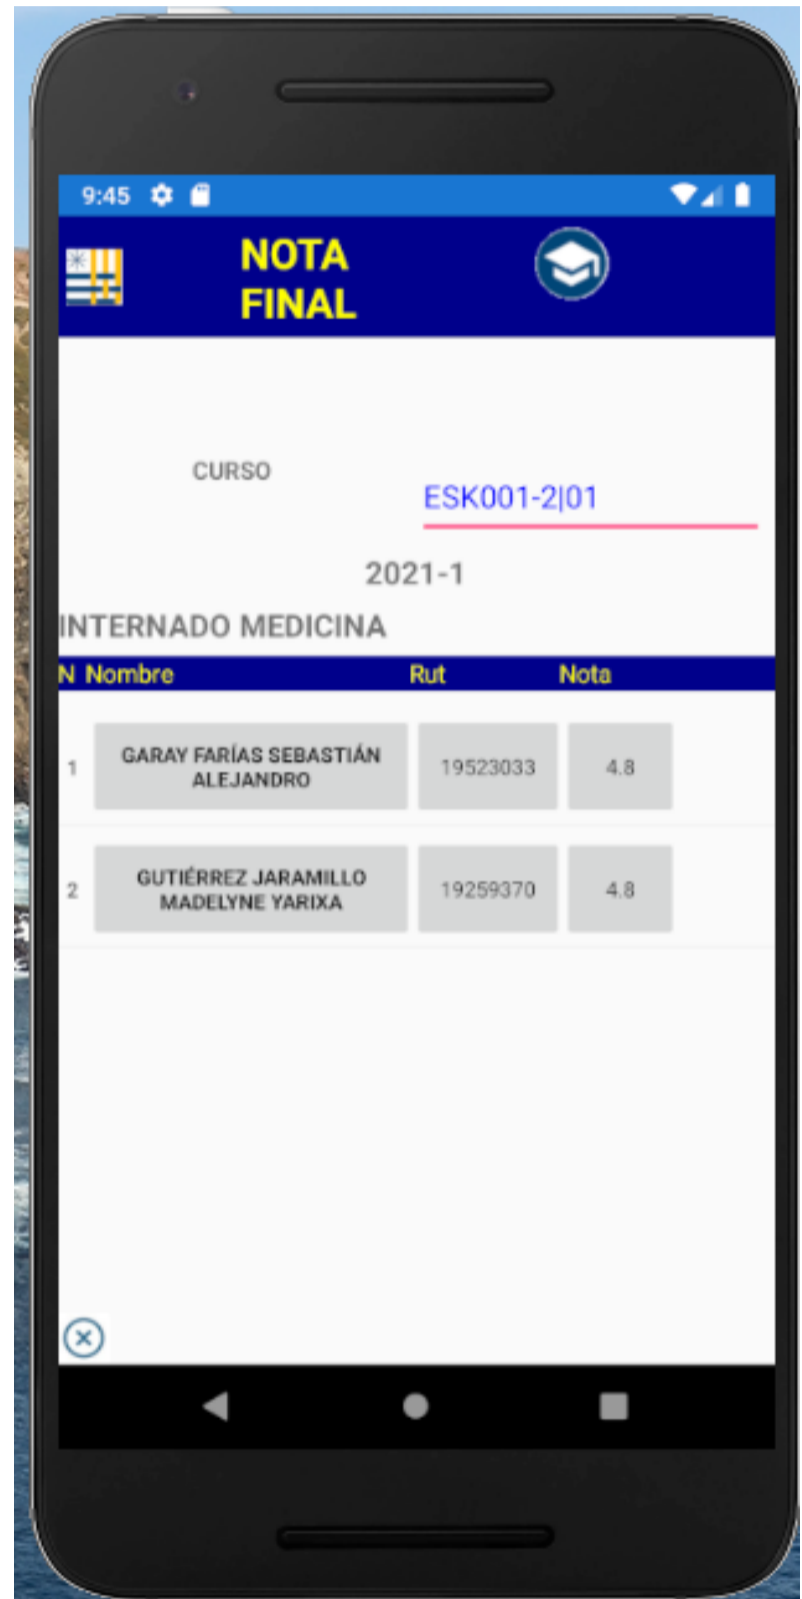 9:45
NOTA
FINAL
CURSO
ESK001-2|01
2021-1
INTERNADO MEDICINA
N Nombre Rut Nota
1 GARAY FARÍAS SEBASTIÁN ALEJANDRO 19523033 4.8
2 GUTIÉRREZ JARAMILLO MADELYNE YARIXA 19259370 4.8